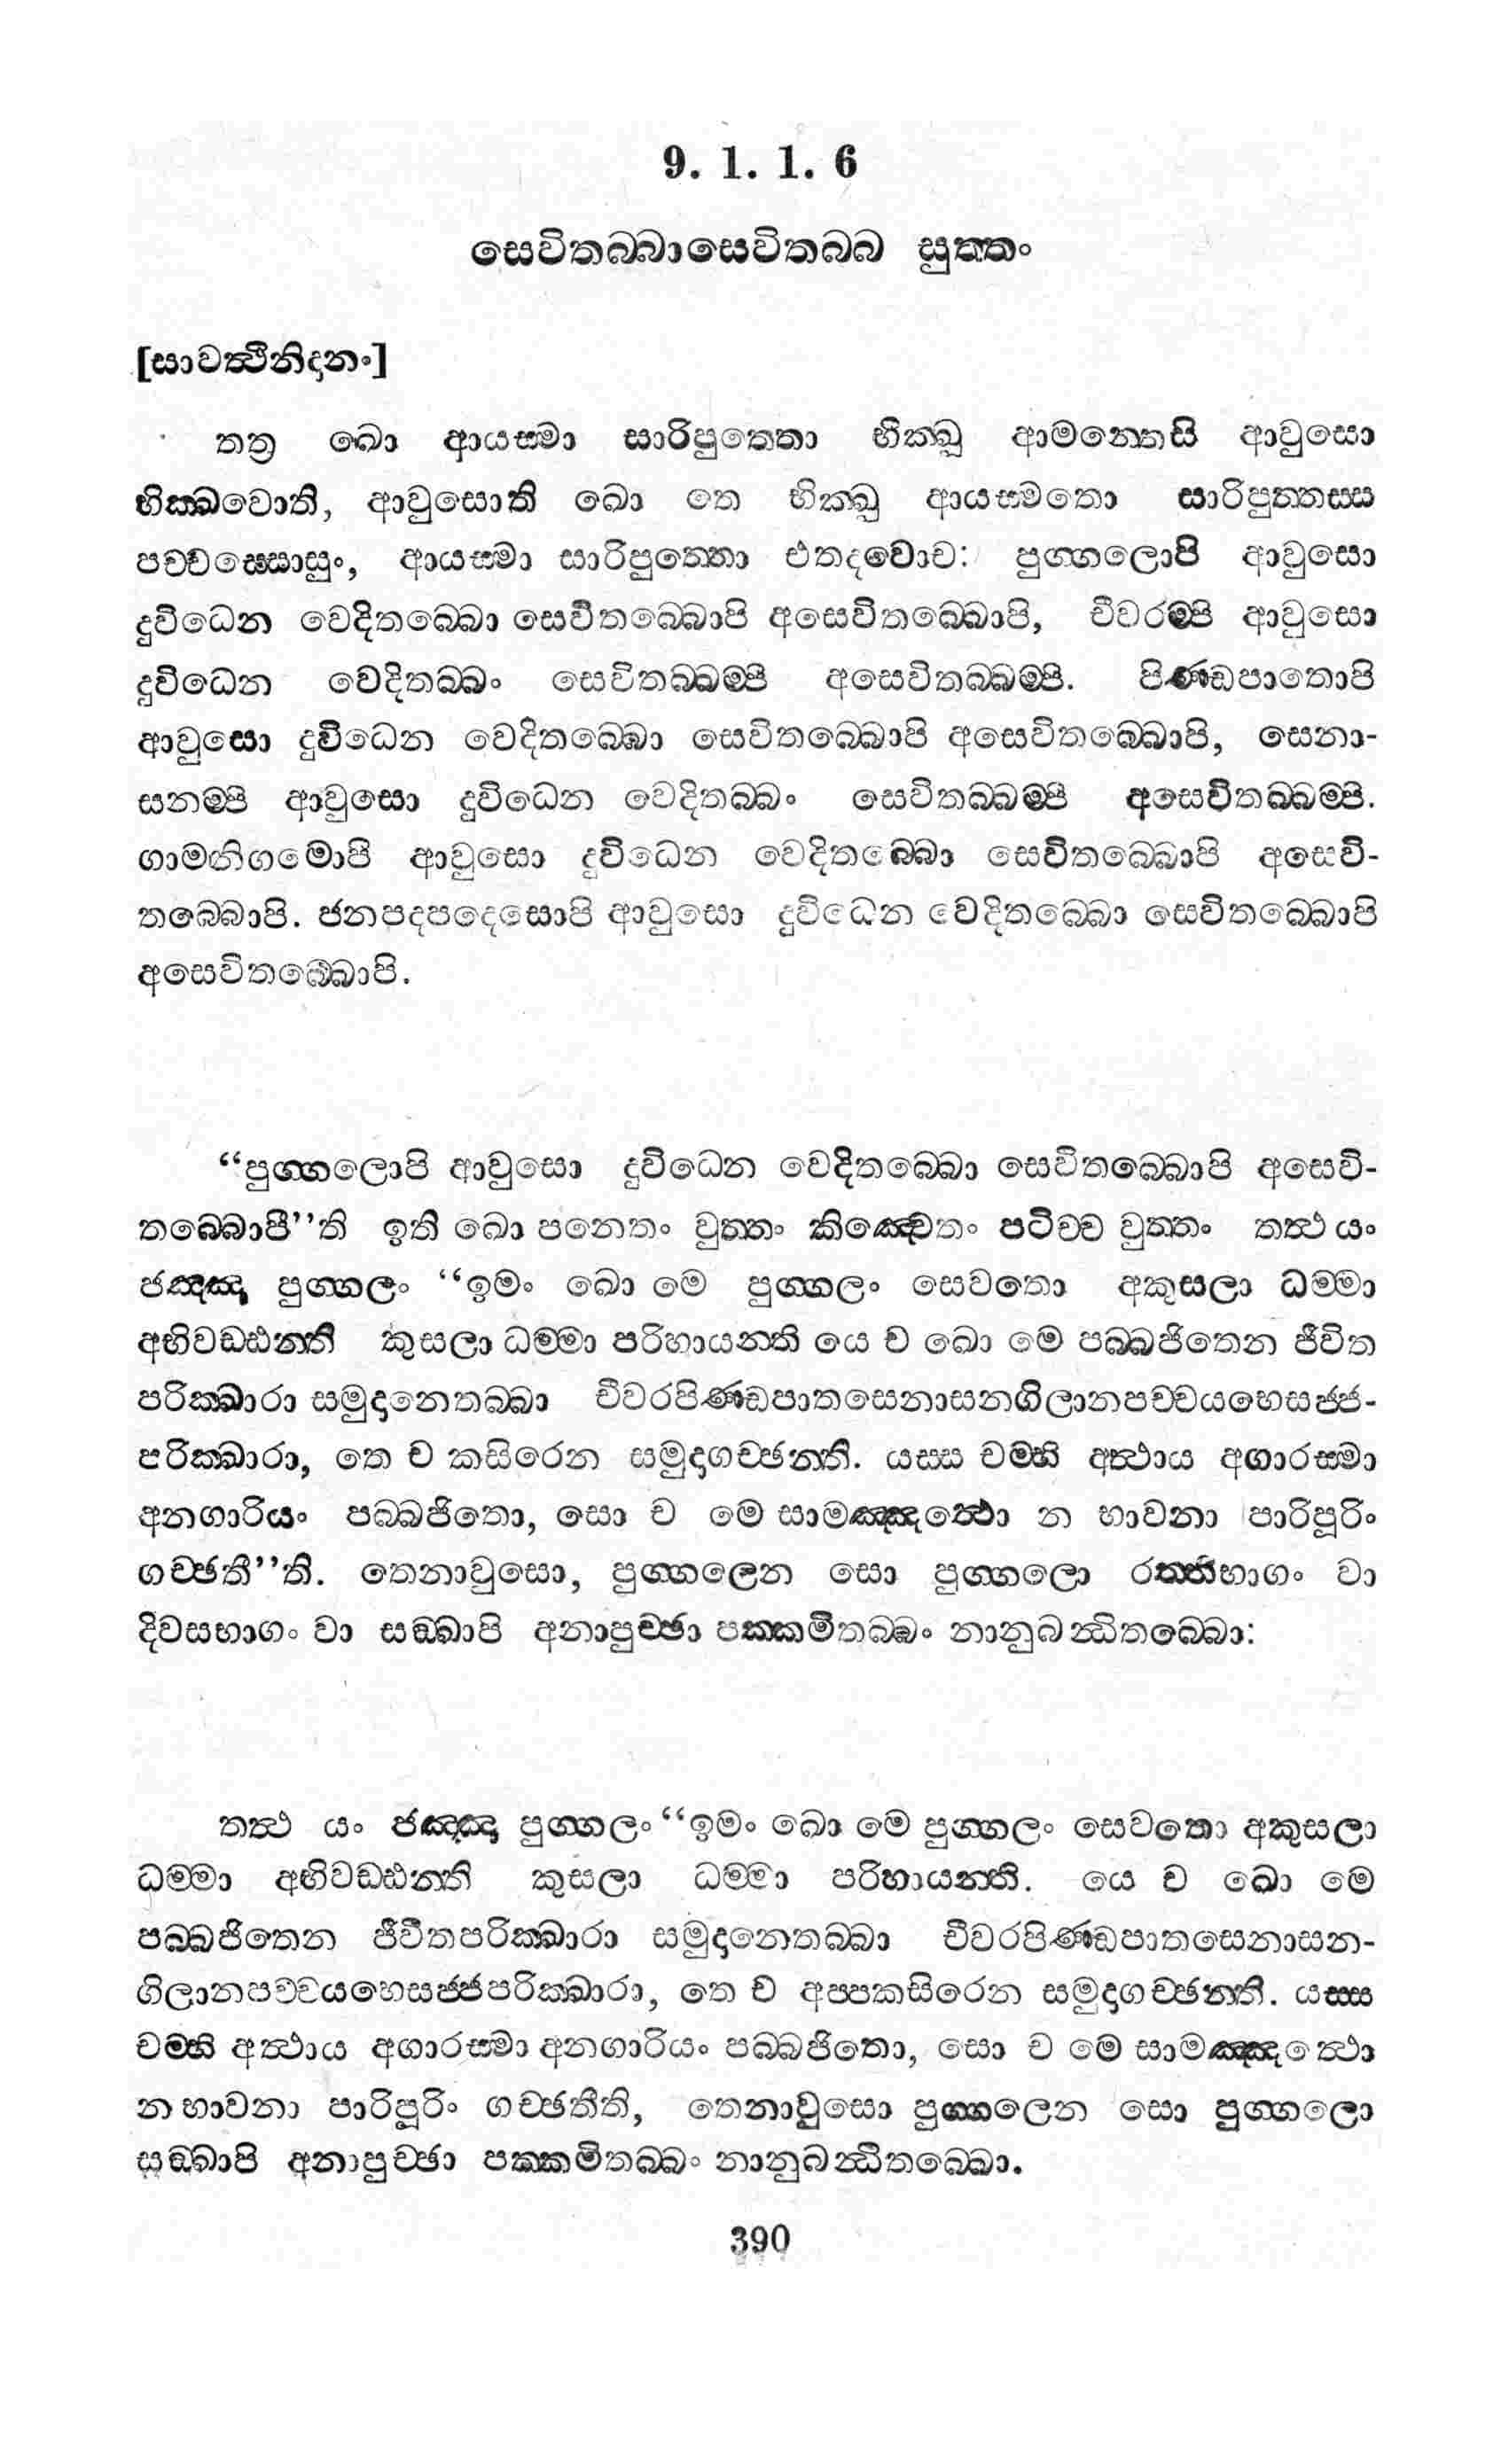 9. 1. 1. 6
සෙවිතබ්බාසෙවිතබ්බ සුත්තං
[සාවත්ථිනිදානං]
තත්‍ර ඛො ආයස්මා සාරිපුත්තො භික්ඛූ ආමන්තෙසි ආවුසො
භික්ඛවොති, ආවුසොති ඛො තෙ භික්ඛූ ආයස්මතො සාරිපුත්තස්ස
පච්චස්සොසුං, ආයස්මා සාරිපුත්තො එතදවොච: පුග්ගලොපි ආවුසො
දුවිධෙන වෙදිතබ්බො සෙවිතබ්බොපි අසෙවිතබ්බොපි, චීවරම්පි ආවුසො
දුවිධෙන වෙදිතබ්බං සෙවිතබ්බම්පි අසෙවිතබ්බම්පි. පිණ්ඩපාතොපි
ආවුසො දුවිධෙන වෙදිතබ්බො සෙවිතබ්බොපි අසෙවිතබ්බොපි, සෙනා-
සනම්පි ආවුසො දුවිධෙන වෙදිතබ්බං සෙවිතබ්බම්පි අසෙවිතබ්බම්පි.
ගාමනිගමොපි ආවුසො දුවිධෙන වෙදිතබ්බො සෙවිතබ්බොපි අසෙවි-
තබ්බොපි. ජනපදපදෙසොපි ආවුසො දුවිධෙන වෙදිතබ්බො සෙවිතබ්බොපි
අසෙවිතබ්බොපි.
“පුග්ගලොපි ආවුසො දුවිධෙන වෙදිතබ්බො සෙවිතබ්බොපි අසෙවි-
තබ්බොපී’’ති ඉති ඛො පනෙතං වුත්තං කිඤ්චෙතං පටිච්ච වුත්තං තත්ථ යං
ජඤ්ඤා පුග්ගලං “ඉමං ඛො මෙ පුග්ගලං සෙවතො අකුසලා ධම්මා
අභිවඩ්ඪන්ති කුසලා ධම්මා පරිහායන්ති යෙ ච ඛො මෙ පබ්බජිතෙන ජීවිත
පරික්ඛාරා සමුදානෙතබ්බා චීවරපිණ්ඩපාතසෙනාසනගිලානපච්චයභෙසජ්ජ-
පරික්ඛාරා, තෙ ච කසිරෙන සමුදාගච්ඡන්ති. යස්ස චම්හි අත්ථාය අගාරස්මා
අනගාරියං පබ්බජිතො, සො ච මෙ සාමඤ්ඤත්ථො න භාවනා පාරිපූරිං
ගච්ඡතී’’ති. තෙනාවුසො, පුග්ගලෙන සො පුග්ගලො රත්තිභාගං වා
දිවසභාගං වා සඞ්ඛාපි අනාපුච්ඡා පක්කමිතබ්බං නානුබන්ධිතබ්බො:
තත්ථ යං ජඤ්ඤා පුග්ගලං “ඉමං ඛො මෙ පුග්ගලං සෙවතො අකුසලා
ධම්මා අභිවඩ්ඪන්ති කුසලා ධම්මා පරිහායන්ති. යෙ ච ඛො මෙ
පබ්බජිතෙන ජීවීතපරික්ඛාරා සමුදානෙතබ්බා චීවරපිණ්ඩපාතසෙනාසන-
ගිලානපච්චයභෙසජ්ජපරික්ඛාරා, තෙ ච අප්පකසිරෙන සමුදාගච්ඡන්ති. යස්ස
චම්හි අත්ථාය අගාරස්මා අනගාරියං පබ්බජිතො, සො ච මෙ සාමඤ්ඤත්ථො
න භාවනා පාරිපූරිං ගච්ඡතීති, තෙනාවුසො පුග්ගලෙන සො පුග්ගලො
සඞ්ඛාපි අනාපුච්ඡා පක්කමිතබ්බං නානුබන්ධිතබ්බො.
390